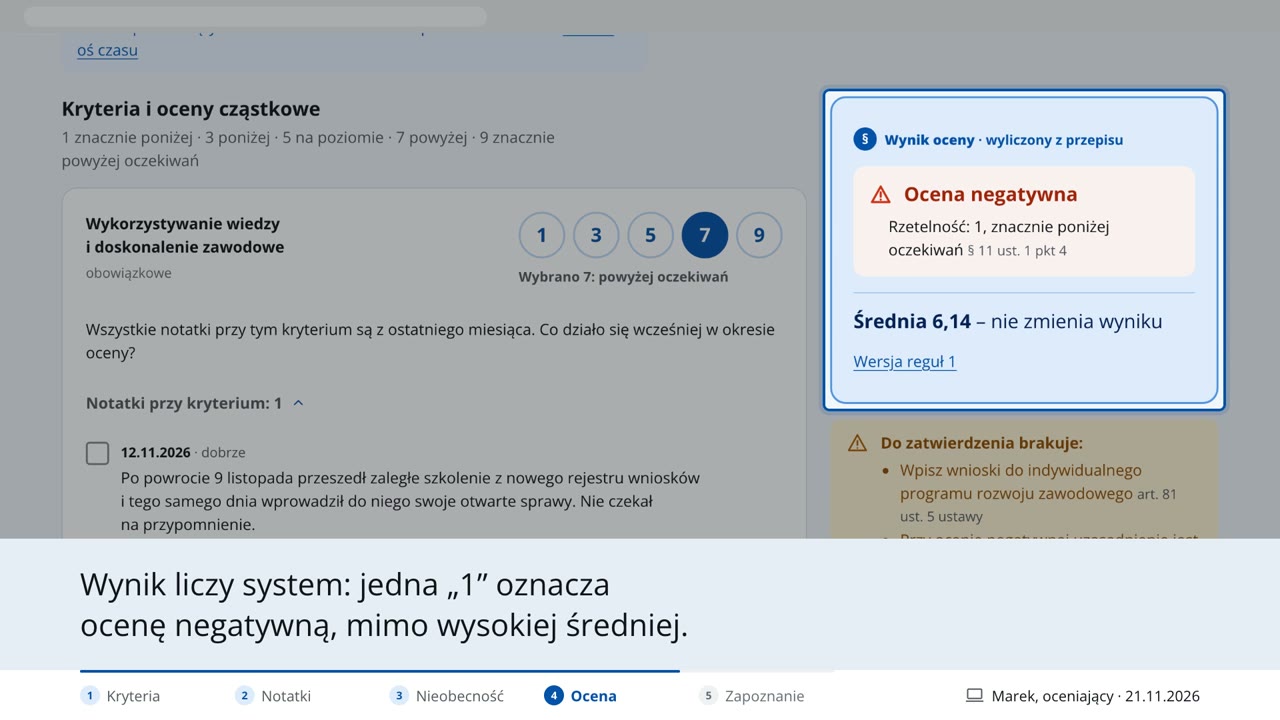 oś czasu
Kryteria i oceny cząstkowe
1 znacznie poniżej · 3 poniżej · 5 na poziomie · 7 powyżej · 9 znacznie
powyżej oczekiwań
Wykorzystywanie wiedzy
i doskonalenie zawodowe
obowiązkowe
1 3 5 7 9
Wybrano 7: powyżej oczekiwań
Wszystkie notatki przy tym kryterium są z ostatniego miesiąca. Co działo się wcześniej w okresie
oceny?
Notatki przy kryterium: 1
12.11.2026 · dobrze
Po powrocie 9 listopada przeszedł zaległe szkolenie z nowego rejestru wniosków
i tego samego dnia wprowadził do niego swoje otwarte sprawy. Nie czekał
na przypomnienie.
§ Wynik oceny · wyliczony z przepisu
Ocena negatywna
Rzetelność: 1, znacznie poniżej
oczekiwań § 11 ust. 1 pkt 4
Średnia 6,14 – nie zmienia wyniku
Wersja reguł 1
Do zatwierdzenia brakuje:
• Wpisz wnioski do indywidualnego
programu rozwoju zawodowego art. 81
ust. 5 ustawy
Wynik liczy system: jedna „1” oznacza
ocenę negatywną, mimo wysokiej średniej.
1 Kryteria 2 Notatki 3 Nieobecność 4 Ocena 5 Zapoznanie Marek, oceniający · 21.11.2026